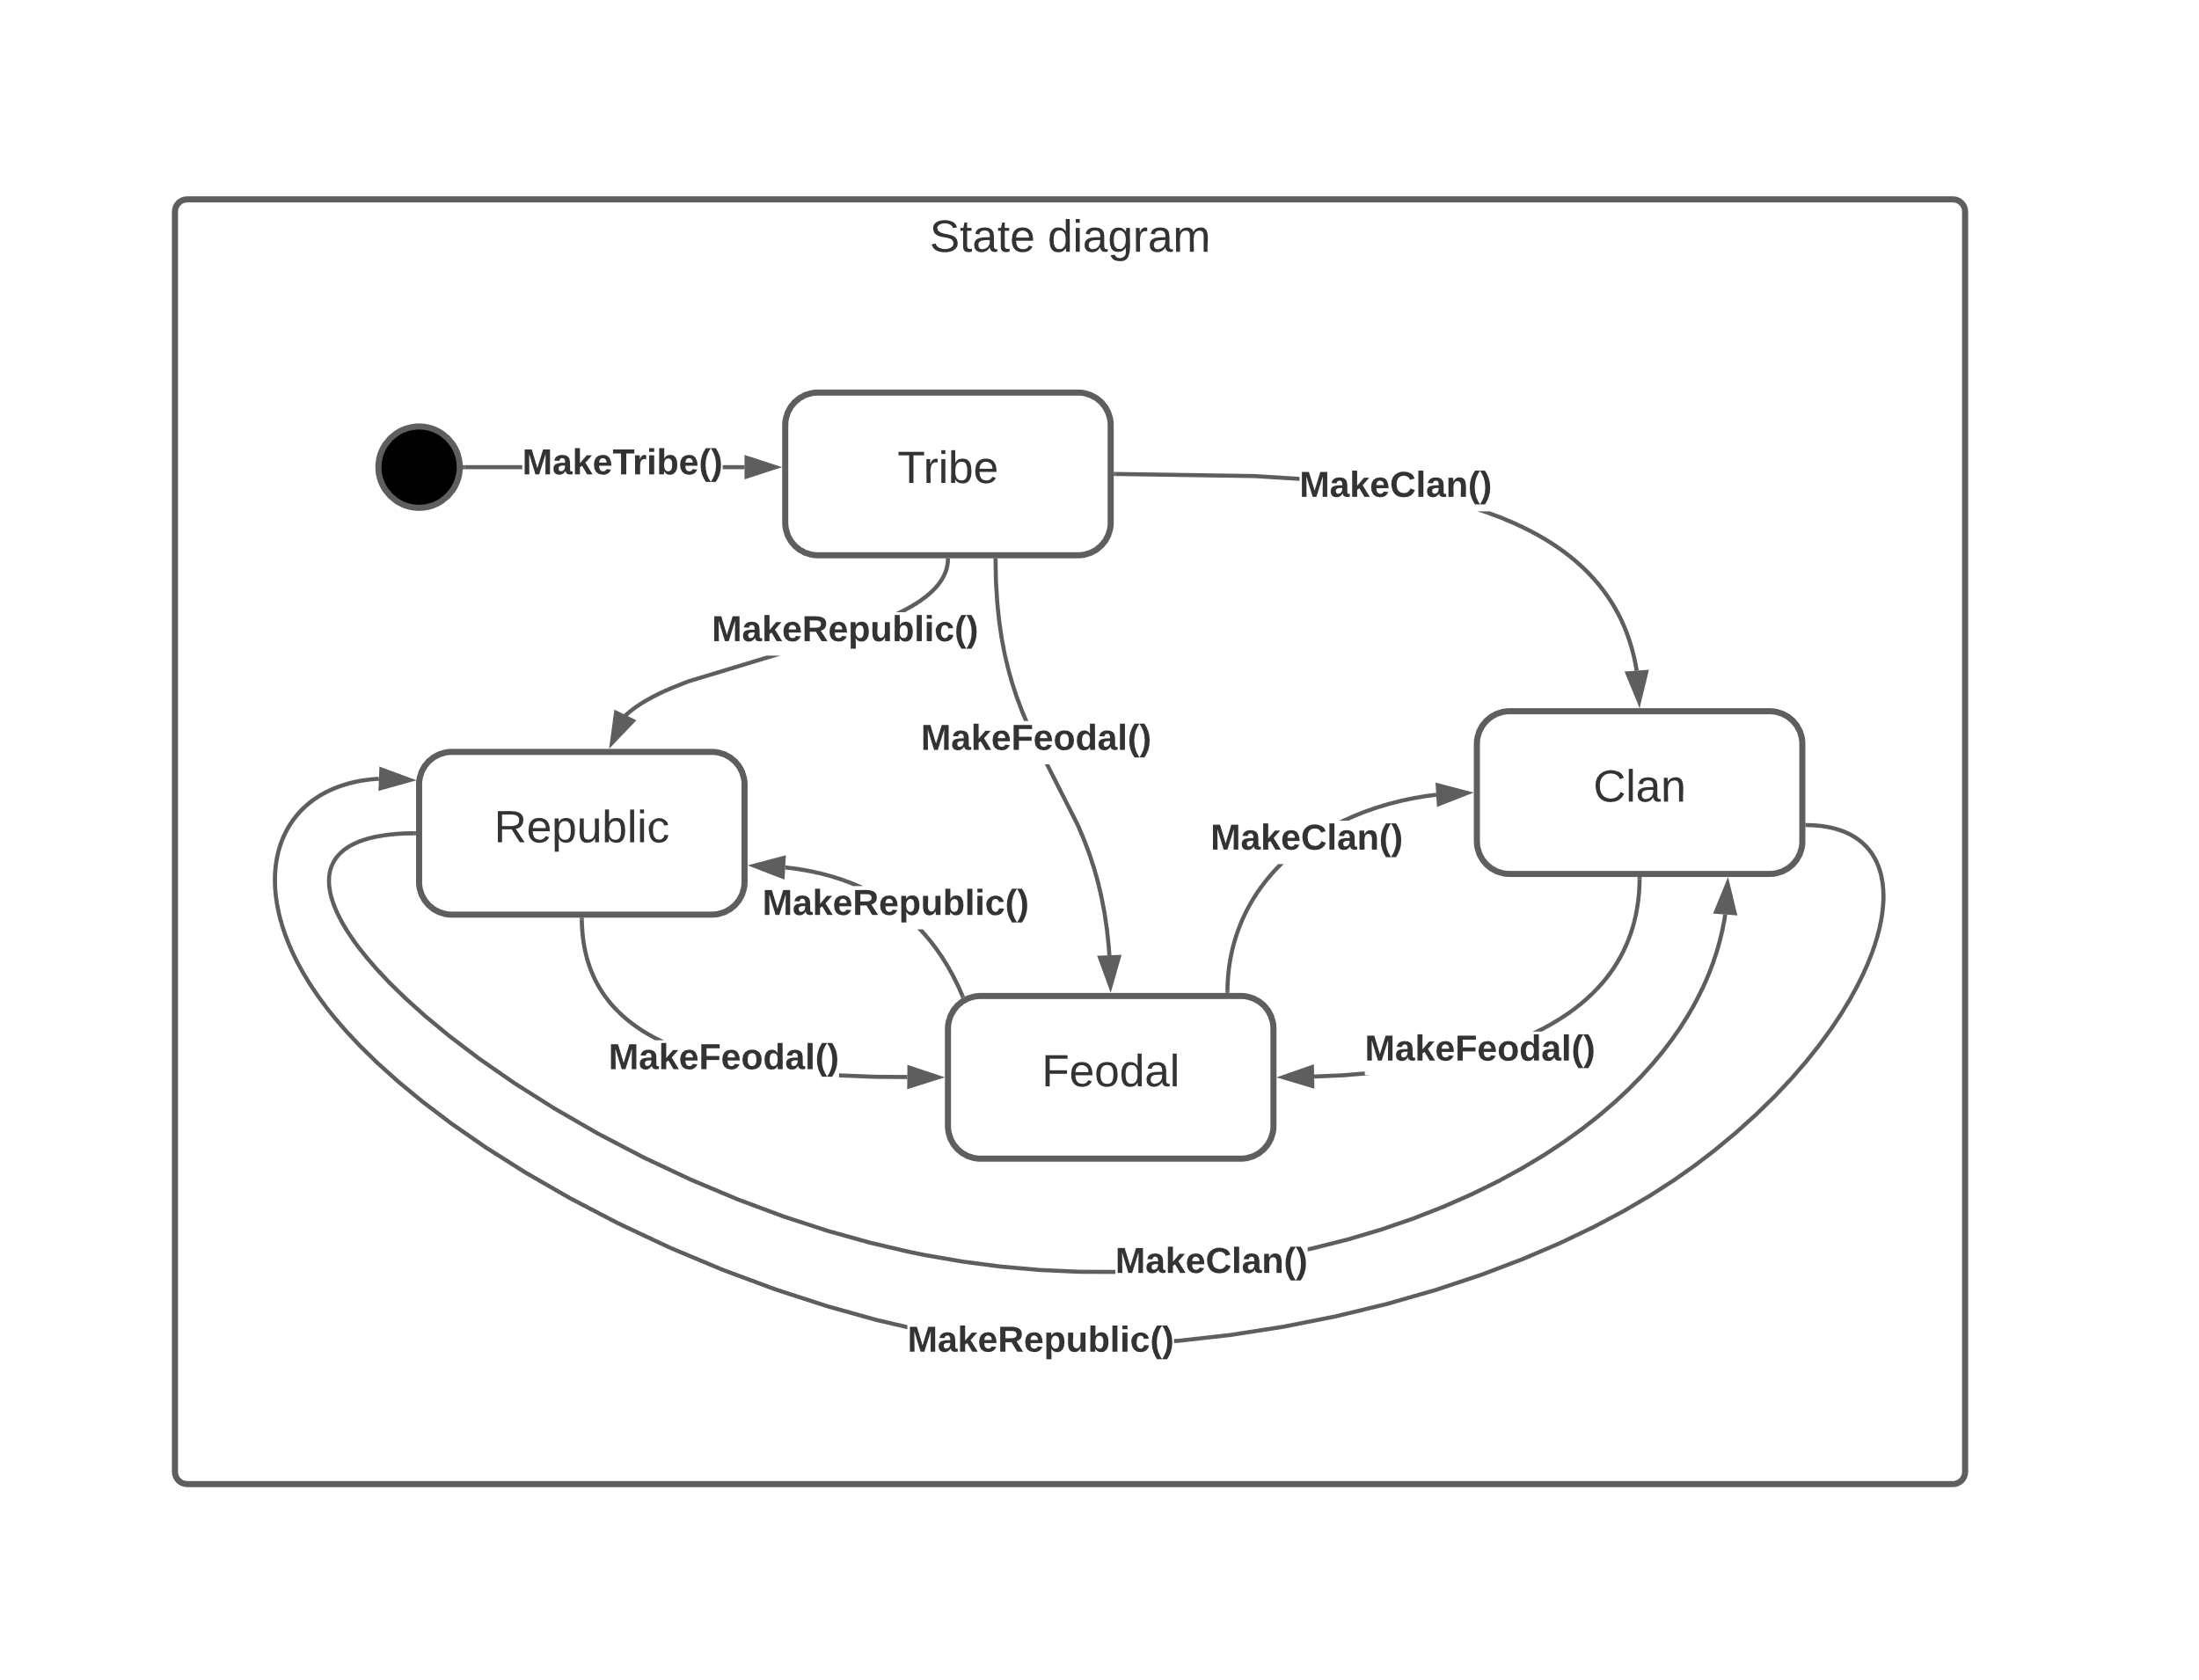 State diagram
Tribe
MakeTribe()
MakeClan()
MakeRepublic()
MakeFeodal()
Clan
Republic
MakeClan()
MakeRepublic()
MakeFeodal()
MakeFeodal()
Feodal
MakeClan()
MakeRepublic()